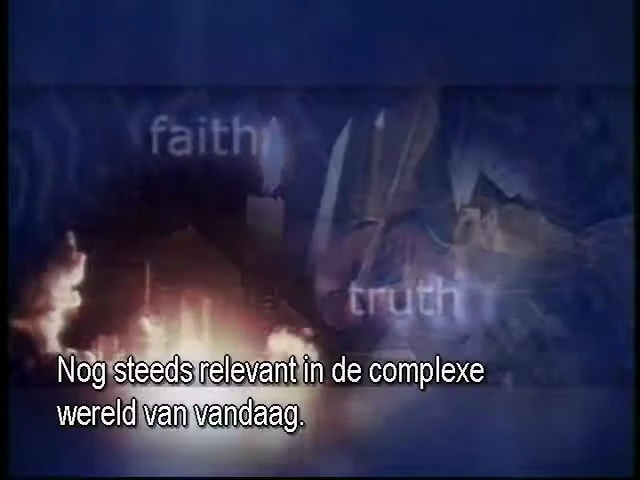 faith
truth
Nog steeds relevant in de complexe
wereld van vandaag.